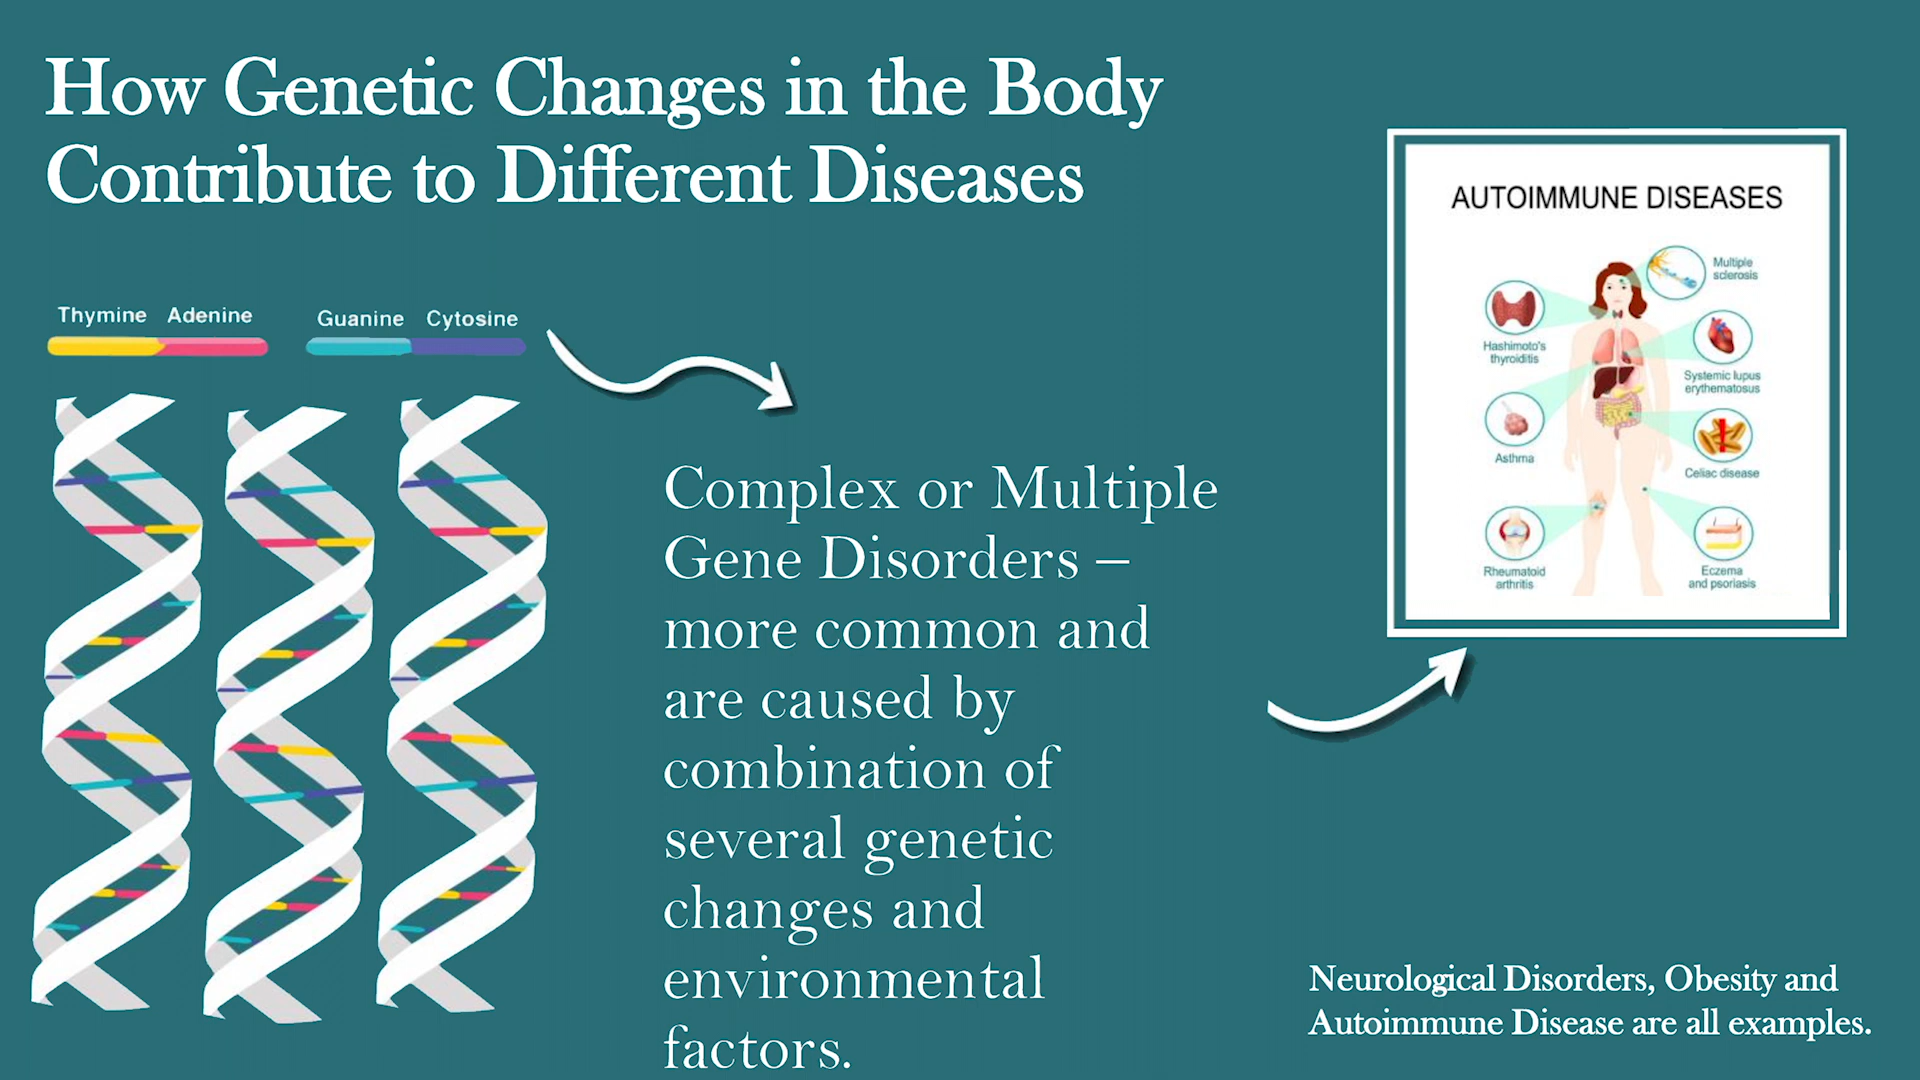 How Genetic Changes in the Body
Contribute to Different Diseases
Thymine Adenine
Guanine Cytosine
Complex or Multiple
Gene Disorders –
more common and
are caused by
combination of
several genetic
changes and
environmental
factors.
AUTOIMMUNE DISEASES
Multiple
sclerosis
Hashimoto's
thyroiditis
Systemic lupus
erythematosus
Asthma
Celiac disease
Rheumatoid
arthritis
Eczema
and psoriasis
Neurological Disorders, Obesity and
Autoimmune Disease are all examples.